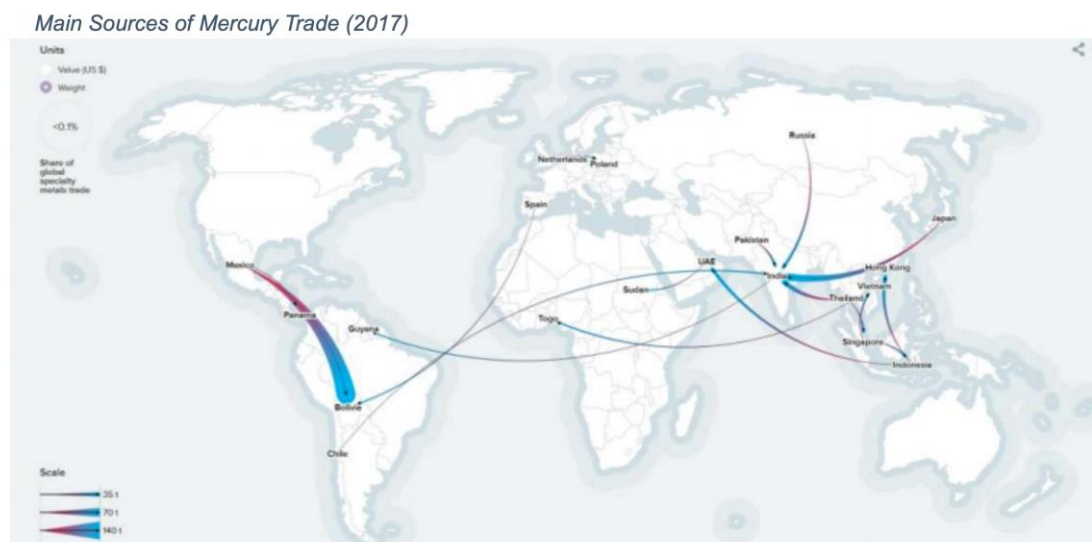 Main Sources of Mercury Trade (2017)
Units
Value (US $)
Weight
<0.1%
Share of
global
specialty
metals trade
Russia
Netherlands
Poland
Spain
Japan
Pakistan
Mexico
UAE
India
Hong Kong
Sudan
Vietnam
Thailand
Panama
Togo
Guyana
Singapore
Indonesia
Bolivia
Chile
Scale
35 t
70 t
140 t